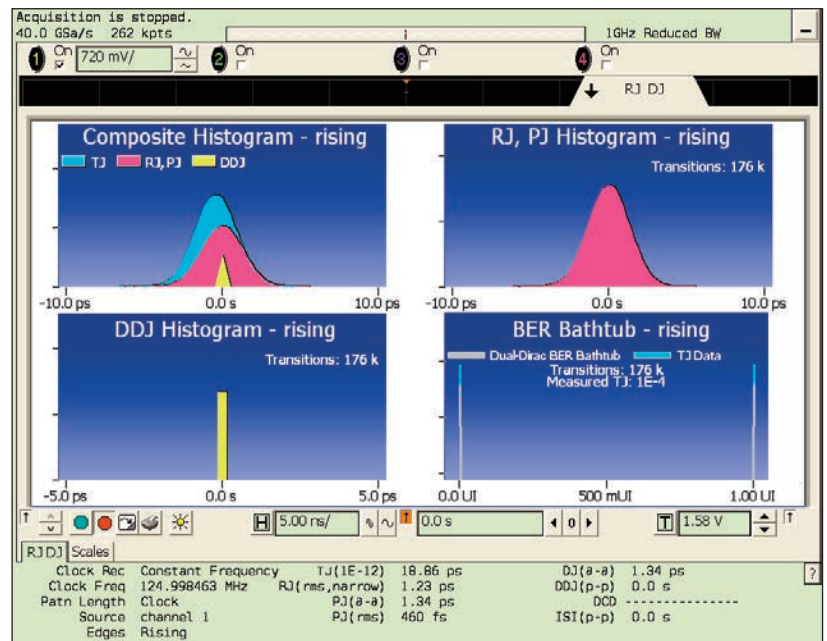 Acquisition is stopped.
40.0 GSa/s 262 kpts
1GHz Reduced BW
1 On 720 mV/ 2 On 3 On 4 On
RJ DJ
Composite Histogram - rising
TJ RJ,PJ DDJ
-10.0 ps 0.0 s 10.0 ps
RJ, PJ Histogram - rising
Transitions: 176 k
-10.0 ps 0.0 s 10.0 ps
DDJ Histogram - rising
Transitions: 176 k
-5.0 ps 0.0 s 5.0 ps
BER Bathtub - rising
Dual-Dirac BER Bathtub TJ Data
Transitions: 176 k
Measured TJ: 1E-4
0.0 UI 500 mUI 1.00 UI
H 5.00 ns/ T 0.0 s 0 T 1.58 V
RJDJ Scales
Clock Rec Constant Frequency TJ(1E-12) 18.86 ps DJ(∂-∂) 1.34 ps
Clock Freq 124.998463 MHz RJ(rms,narrow) 1.23 ps DDJ(p-p) 0.0 s
Patn Length Clock PJ(∂-∂) 1.34 ps DCD --------------
Source channel 1 PJ(rms) 460 fs ISI(p-p) 0.0 s
Edges Rising
?